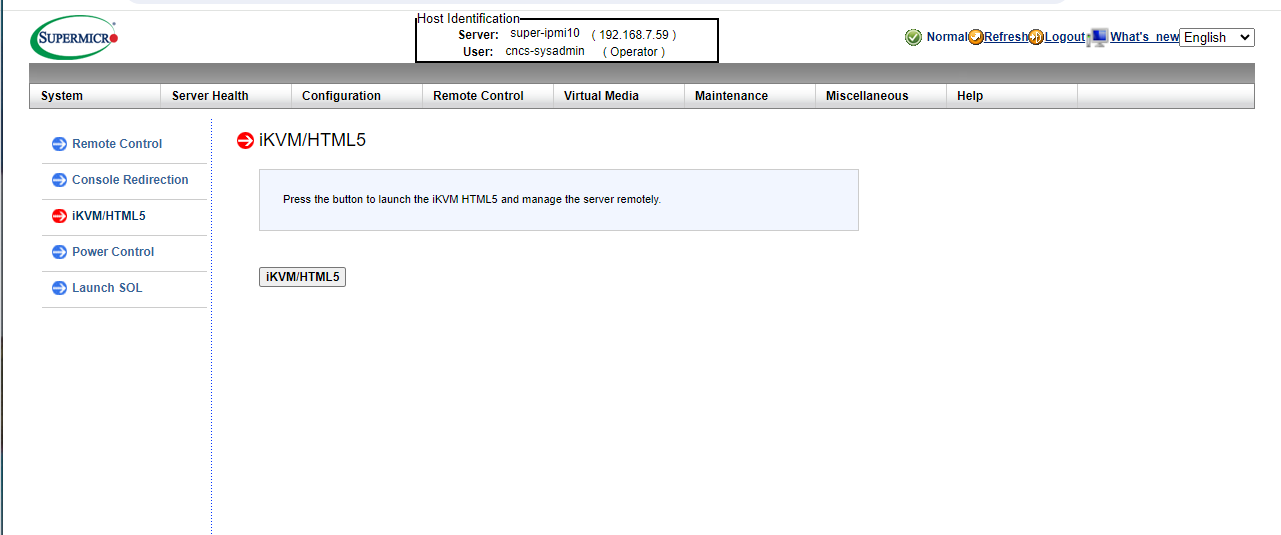 SUPERMICRO
Host Identification
Server: super-ipmi10 ( 192.168.7.59 )
User: cncs-sysadmin ( Operator )
Normal Refresh Logout What's new English
System Server Health Configuration Remote Control Virtual Media Maintenance Miscellaneous Help
Remote Control
Console Redirection
iKVM/HTML5
Power Control
Launch SOL
iKVM/HTML5
Press the button to launch the iKVM HTML5 and manage the server remotely.
iKVM/HTML5